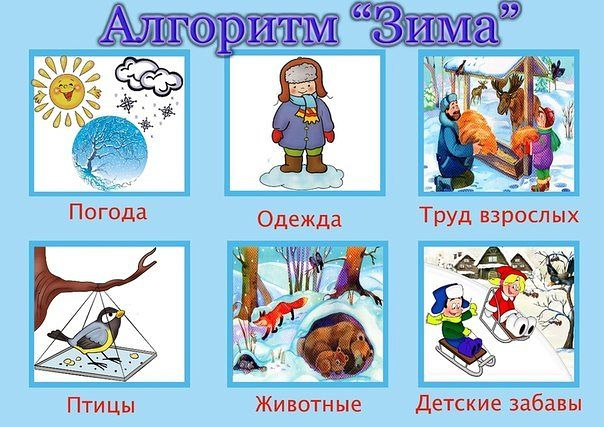 Алгоритм “Зима”
Погода
Одежда
Труд взрослых
Птицы
Животные
Детские забавы